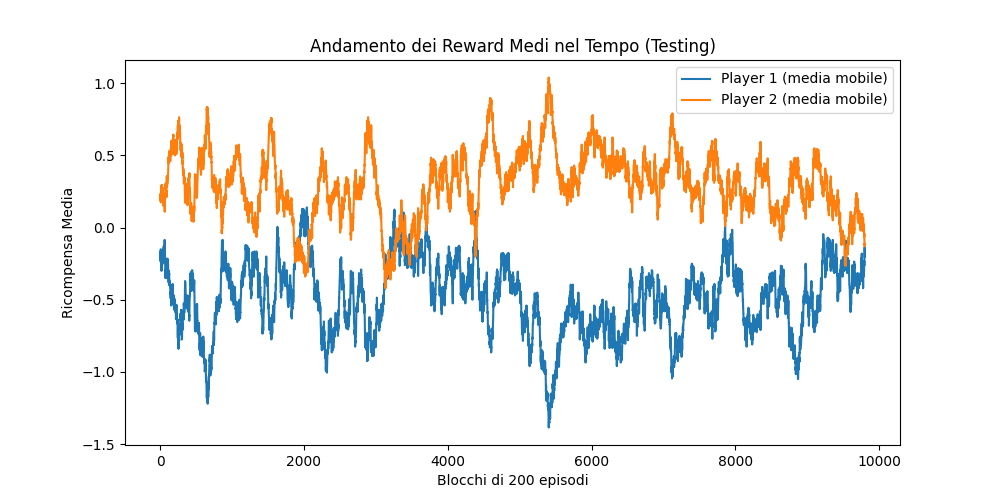 Andamento dei Reward Medi nel Tempo (Testing)
Player 1 (media mobile)
Player 2 (media mobile)
Ricompensa Media
1.0
0.5
0.0
−0.5
−1.0
−1.5
0
2000
4000
6000
8000
10000
Blocchi di 200 episodi